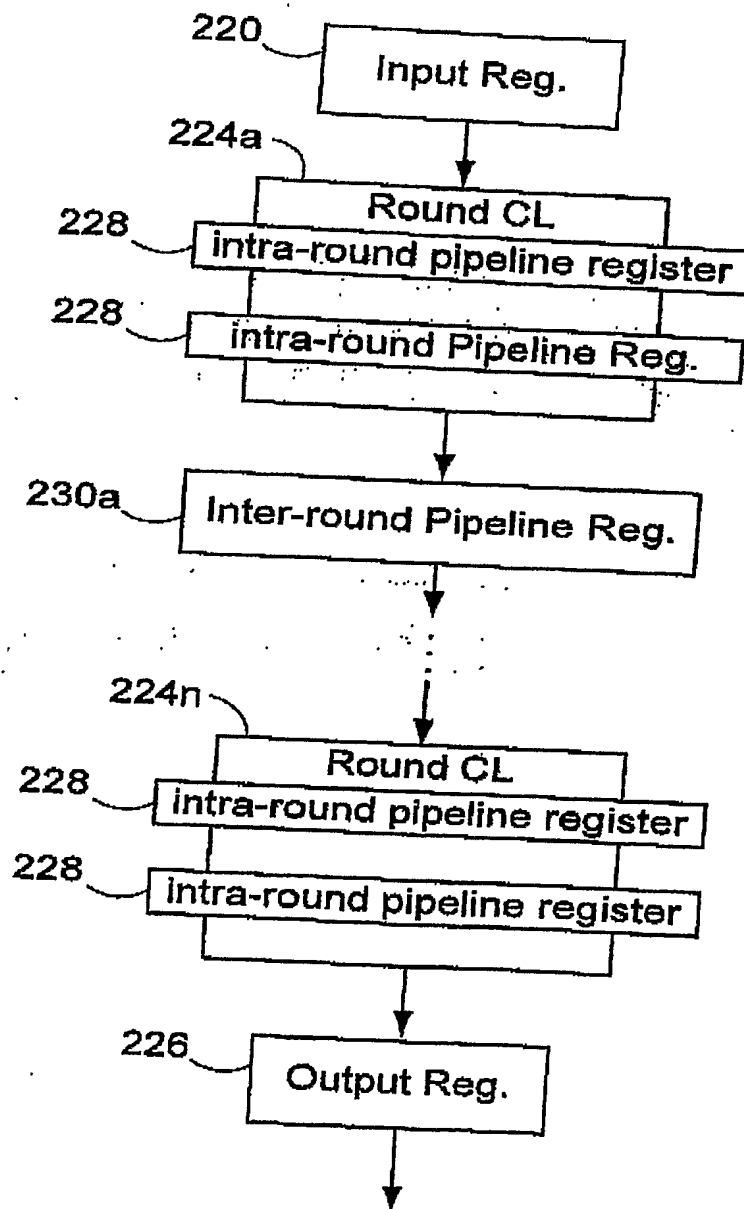 220
Input Reg.
224a
Round CL
228
intra-round pipeline register
228
intra-round Pipeline Reg.
230a
Inter-round Pipeline Reg.
224n
Round CL
228
intra-round pipeline register
228
intra-round pipeline register
226
Output Reg.